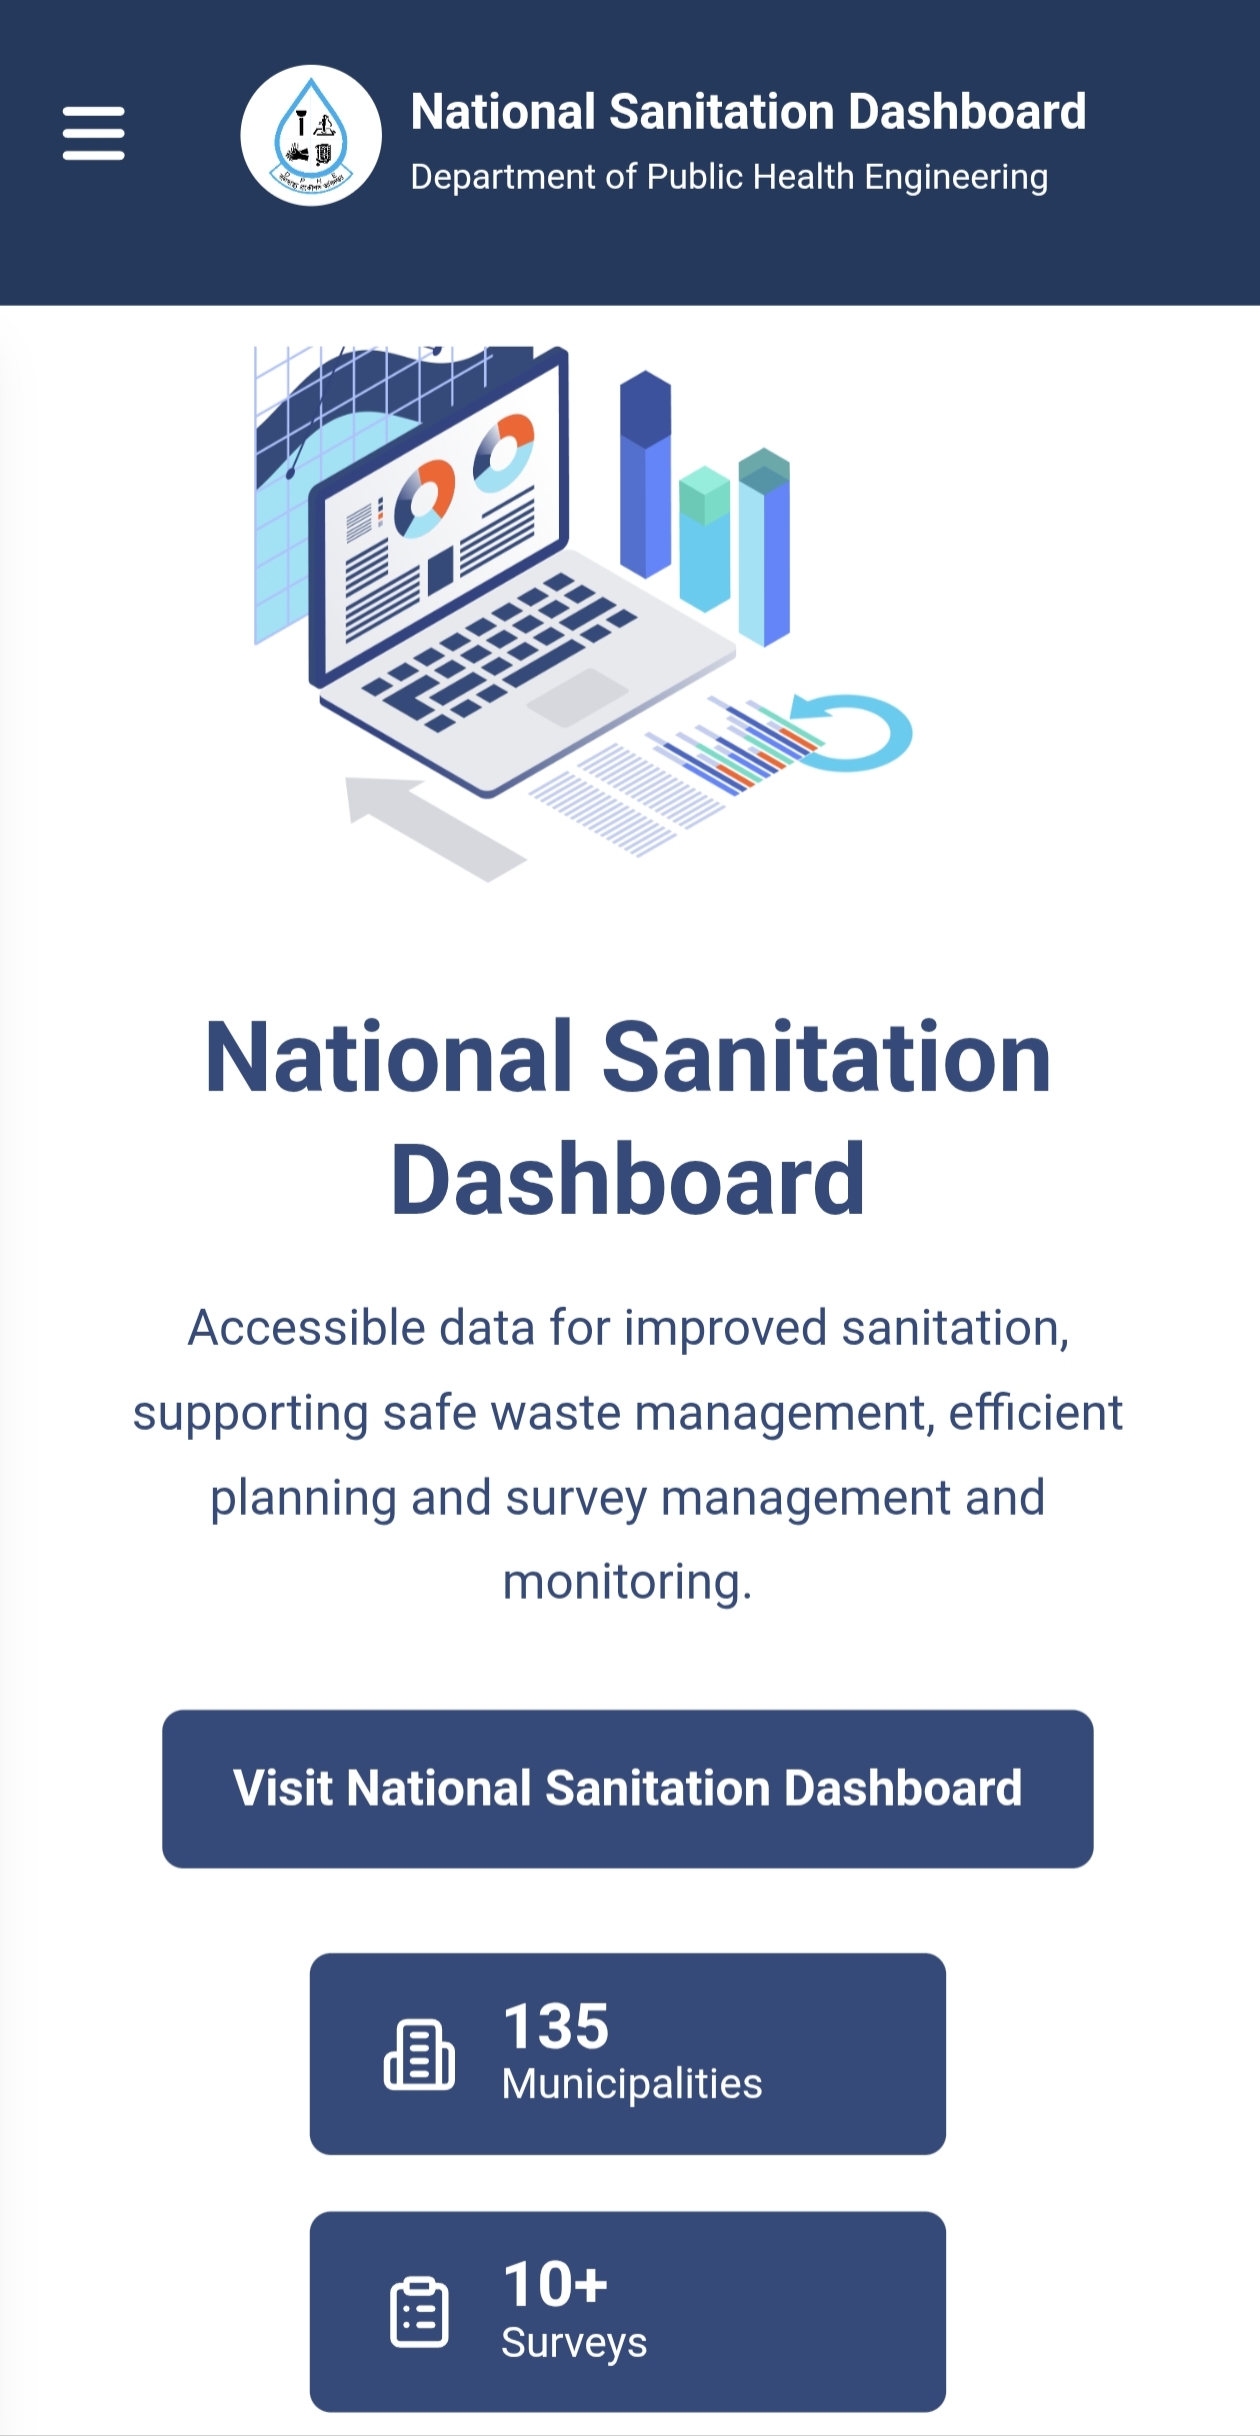 National Sanitation Dashboard
Department of Public Health Engineering
D P H E
National Sanitation
Dashboard
Accessible data for improved sanitation,
supporting safe waste management, efficient
planning and survey management and
monitoring.
Visit National Sanitation Dashboard
135
Municipalities
10+
Surveys